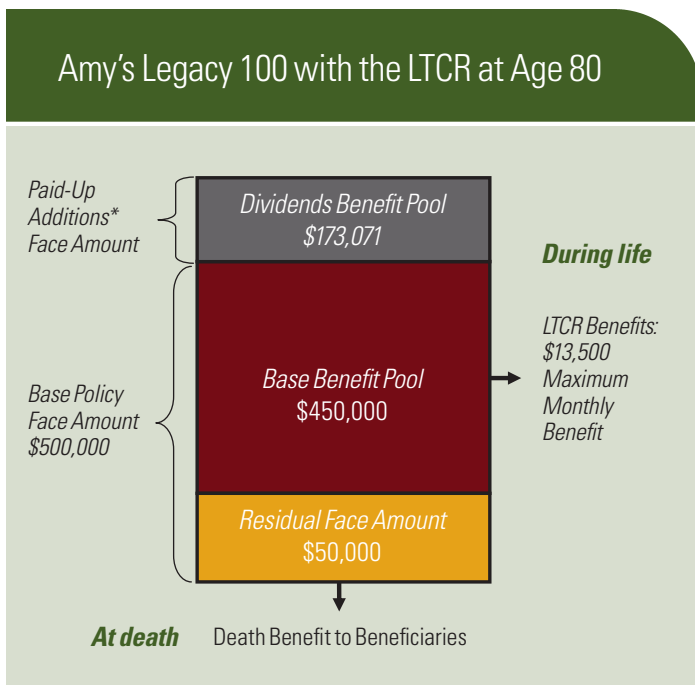 Amy's Legacy 100 with the LTCR at Age 80
Paid-Up
Additions*
Face Amount
Dividends Benefit Pool
$173,071
During life
LTCR Benefits:
$13,500
Maximum
Monthly
Benefit
Base Benefit Pool
$450,000
Base Policy
Face Amount
$500,000
Residual Face Amount
$50,000
At death Death Benefit to Beneficiaries